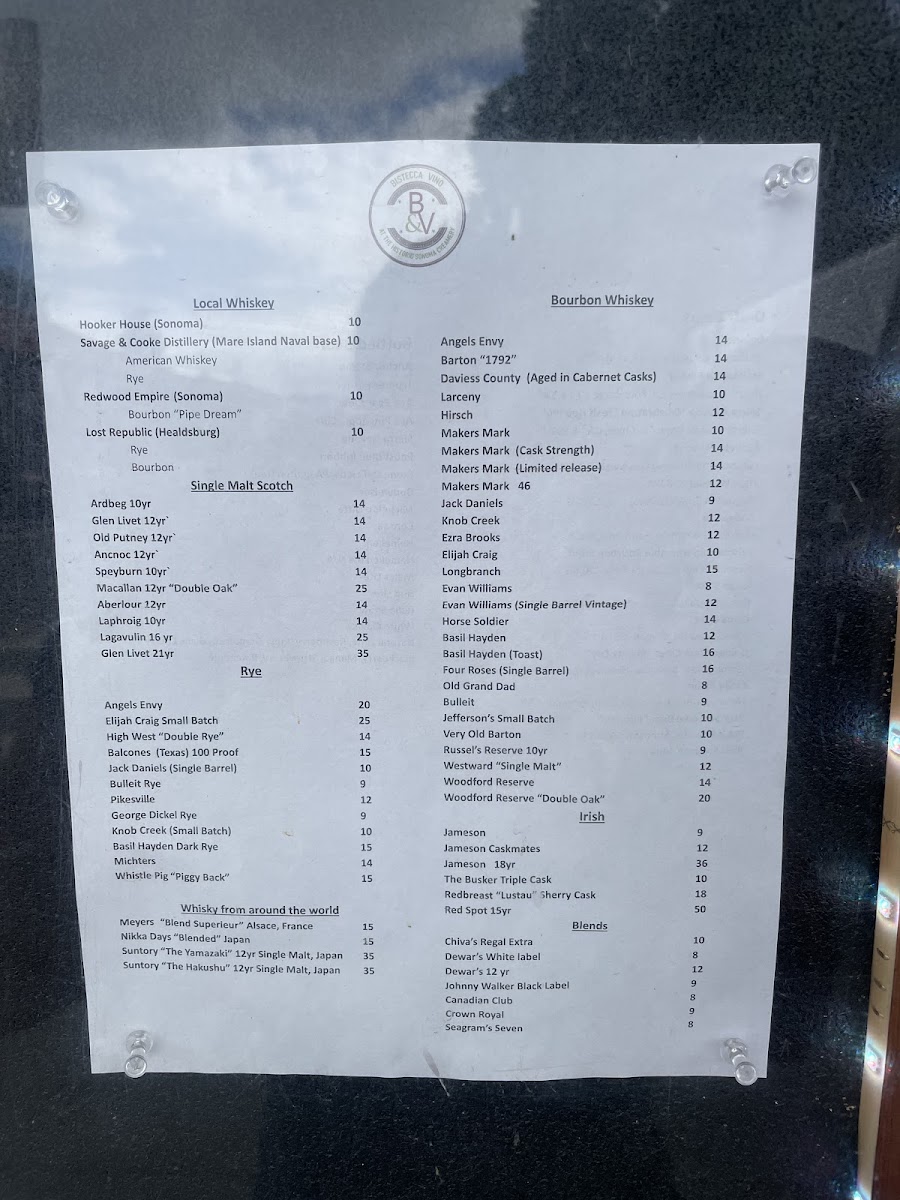 BISTECCA VINO
B
&V.
AT THE HISTORIC SONOMA CREAMERY
Local Whiskey
Hooker House (Sonoma) 10
Savage & Cooke Distillery (Mare Island Naval base) 10
American Whiskey
Rye
Redwood Empire (Sonoma) 10
Bourbon “Pipe Dream”
Lost Republic (Healdsburg) 10
Rye
Bourbon
Single Malt Scotch
Ardbeg 10yr 14
Glen Livet 12yr` 14
Old Putney 12yr` 14
Ancnoc 12yr` 14
Speyburn 10yr` 14
Macallan 12yr “Double Oak” 25
Aberlour 12yr 14
Laphroig 10yr 14
Lagavulin 16 yr 25
Glen Livet 21yr 35
Rye
Angels Envy 20
Elijah Craig Small Batch 25
High West “Double Rye” 14
Balcones (Texas) 100 Proof 15
Jack Daniels (Single Barrel) 10
Bulleit Rye 9
Pikesville 12
George Dickel Rye 9
Knob Creek (Small Batch) 10
Basil Hayden Dark Rye 15
Michters 14
Whistle Pig “Piggy Back” 15
Whisky from around the world
Meyers “Blend Superieur” Alsace, France 15
Nikka Days “Blended” Japan 15
Suntory “The Yamazaki” 12yr Single Malt, Japan 35
Suntory “The Hakushu” 12yr Single Malt, Japan 35
Bourbon Whiskey
Angels Envy 14
Barton “1792” 14
Daviess County (Aged in Cabernet Casks) 14
Larceny 10
Hirsch 12
Makers Mark 10
Makers Mark (Cask Strength) 14
Makers Mark (Limited release) 14
Makers Mark 46 12
Jack Daniels 9
Knob Creek 12
Ezra Brooks 12
Elijah Craig 10
Longbranch 15
Evan Williams 8
Evan Williams (Single Barrel Vintage) 12
Horse Soldier 14
Basil Hayden 12
Basil Hayden (Toast) 16
Four Roses (Single Barrel) 16
Old Grand Dad 8
Bulleit 9
Jefferson’s Small Batch 10
Very Old Barton 10
Russel’s Reserve 10yr 9
Westward “Single Malt” 12
Woodford Reserve 14
Woodford Reserve “Double Oak” 20
Irish
Jameson 9
Jameson Caskmates 12
Jameson 18yr 36
The Busker Triple Cask 10
Redbreast “Lustau” Sherry Cask 18
Red Spot 15yr 50
Blends
Chiva’s Regal Extra 10
Dewar’s White label 8
Dewar’s 12 yr 12
Johnny Walker Black Label 9
Canadian Club 8
Crown Royal 9
Seagram’s Seven 8